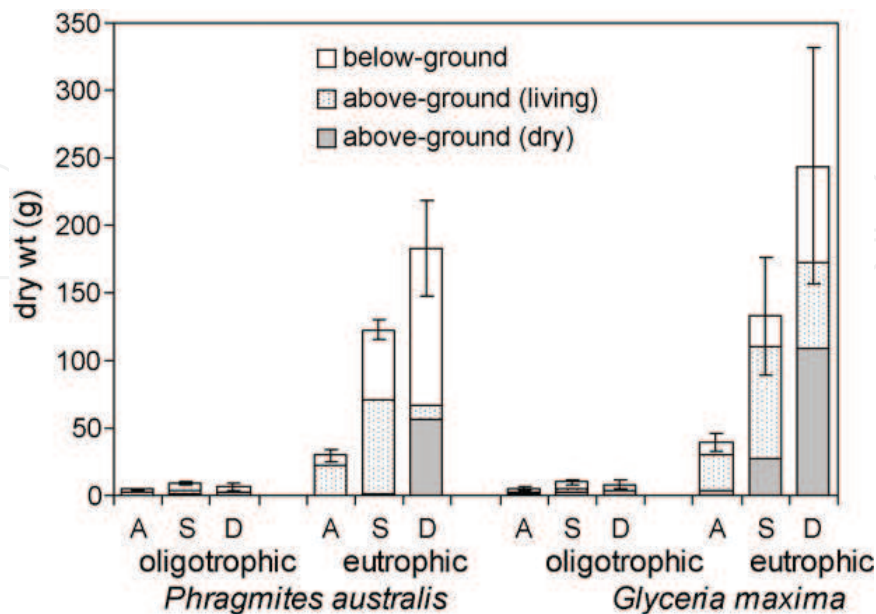 350
300
250
200
150
100
50
0
dry wt (g)
below-ground
above-ground (living)
above-ground (dry)
A S D A S D A S D A S D
oligotrophic eutrophic oligotrophic eutrophic
Phragmites australis Glyceria maxima